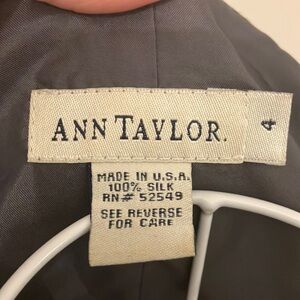 ANN TAYLOR.
4
MADE IN U.S.A.
100% SILK
RN# 52549
SEE REVERSE
FOR CARE